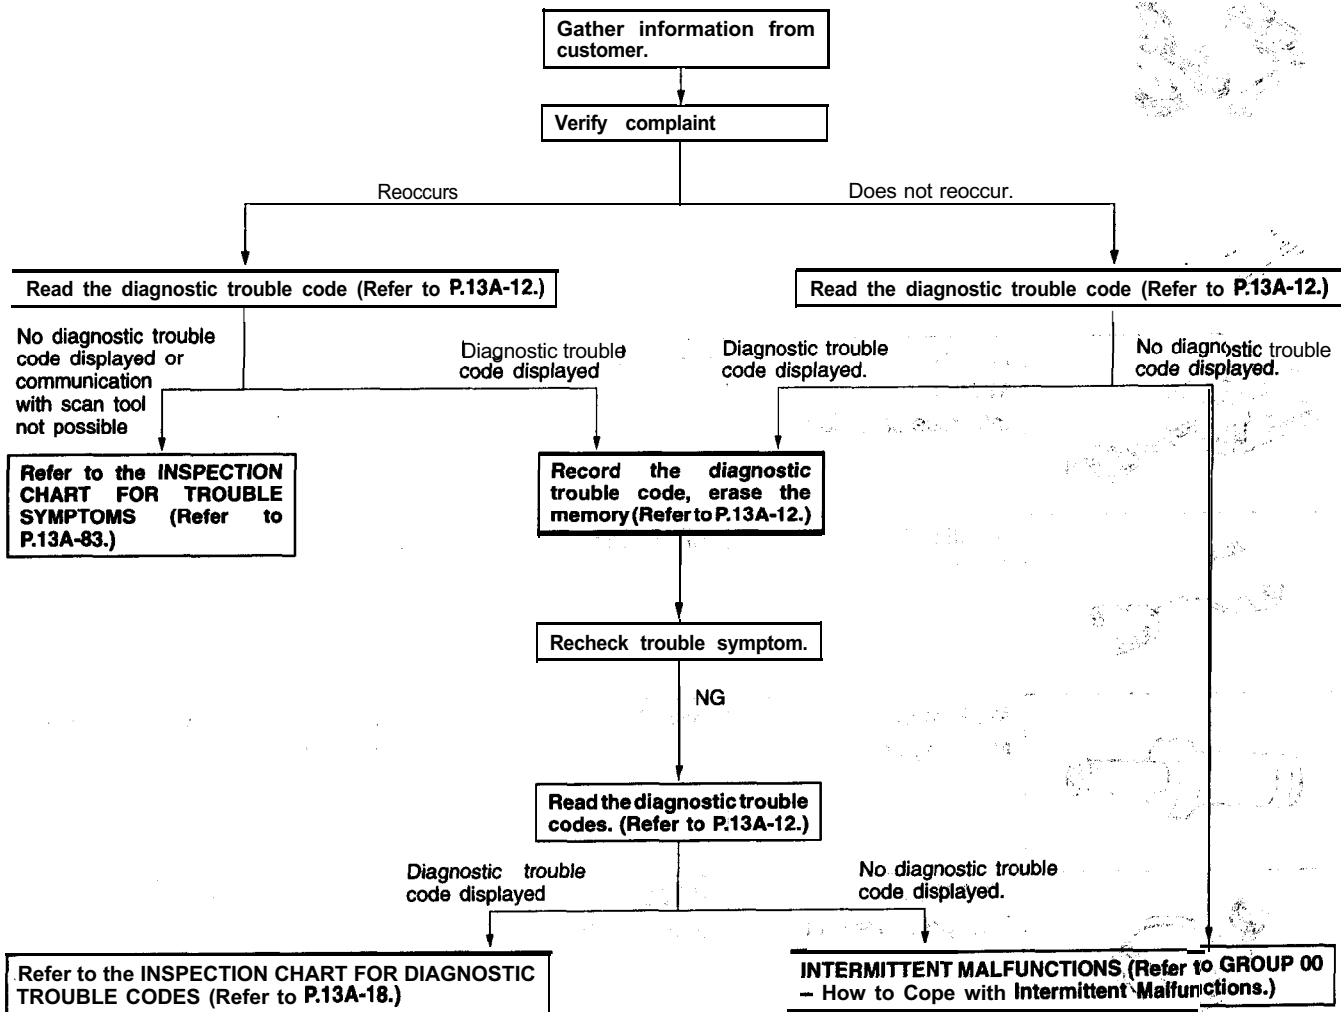 Gather information from
customer.
Verify complaint
Reoccurs
Does not reoccur.
Read the diagnostic trouble code (Refer to P.13A-12.)
Read the diagnostic trouble code (Refer to P.13A-12.)
No diagnostic trouble
code displayed or
communication
with scan tool
not possible
Diagnostic trouble
code displayed
Diagnostic trouble
code displayed.
No diagnostic trouble
code displayed.
Refer to the INSPECTION
CHART FOR TROUBLE
SYMPTOMS (Refer to
P.13A-83.)
Record the diagnostic
trouble code, erase the
memory (Refer to P.13A-12.)
Recheck trouble symptom.
NG
Read the diagnostic trouble
codes. (Refer to P.13A-12.)
Diagnostic trouble
code displayed
No diagnostic trouble
code displayed.
Refer to the INSPECTION CHART FOR DIAGNOSTIC
TROUBLE CODES (Refer to P.13A-18.)
INTERMITTENT MALFUNCTIONS (Refer to GROUP 00
– How to Cope with Intermittent Malfunctions.)